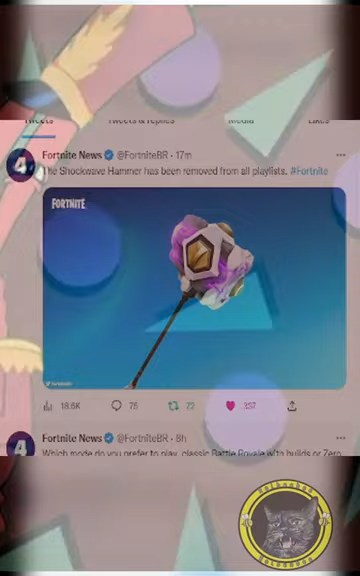 Tweets Tweets & replies Media Likes
Fortnite News @FortniteBR · 17m
The Shockwave Hammer has been removed from all playlists. #Fortnite
FORTNITE
18.6K 75 72 337
Fortnite News @FortniteBR · 8h
Which mode do you prefer to play, classic Battle Royale with builds or Zero